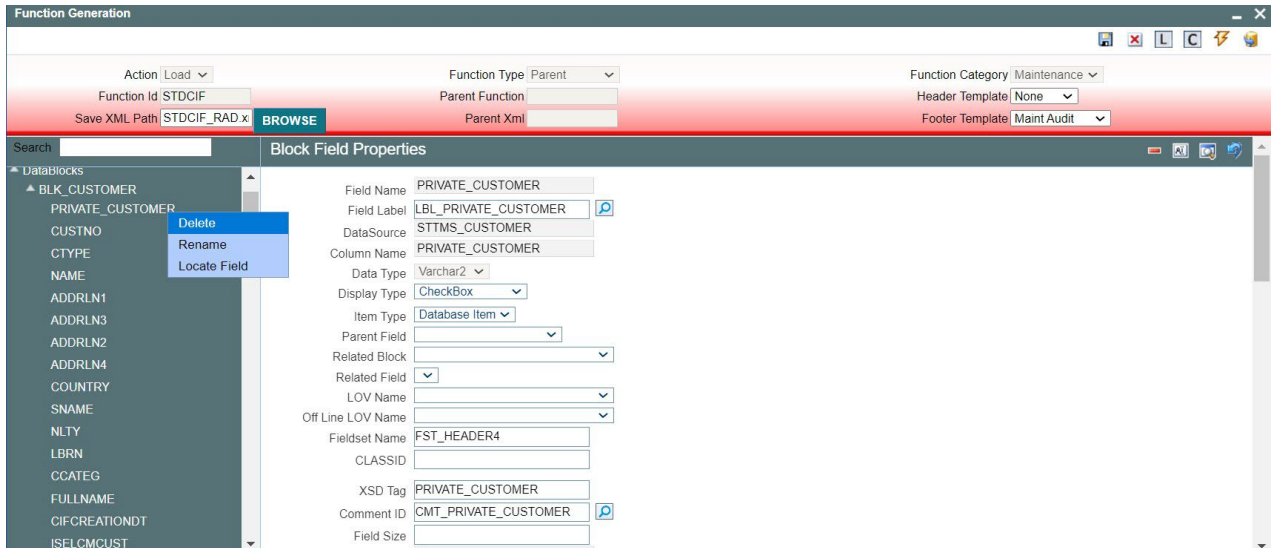 Function Generation
L C
Action Load Function Type Parent Function Category Maintenance
Function Id STDCIF Parent Function Header Template None
Save XML Path STDCIF_RAD.x BROWSE Parent Xml Footer Template Maint Audit
Search Block Field Properties
DataBlocks
BLK_CUSTOMER
PRIVATE_CUSTOMER
CUSTNO
CTYPE
NAME
ADDRLN1
ADDRLN3
ADDRLN2
ADDRLN4
COUNTRY
SNAME
NLTY
LBRN
CCATEG
FULLNAME
CIFCREATIONDT
ISELCMCUST
Delete
Rename
Locate Field
Field Name PRIVATE_CUSTOMER
Field Label LBL_PRIVATE_CUSTOMER
DataSource STTMS_CUSTOMER
Column Name PRIVATE_CUSTOMER
Data Type Varchar2
Display Type CheckBox
Item Type Database Item
Parent Field
Related Block
Related Field
LOV Name
Off Line LOV Name
Fieldset Name FST_HEADER4
CLASSID
XSD Tag PRIVATE_CUSTOMER
Comment ID CMT_PRIVATE_CUSTOMER
Field Size